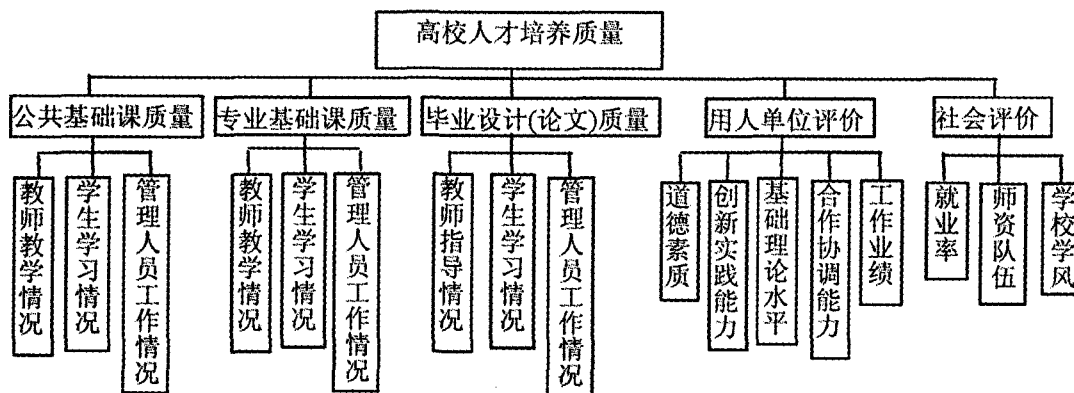 高校人才培养质量
公共基础课质量
专业基础课质量
毕业设计(论文)质量
用人单位评价
社会评价
教师教学情况
学生学习情况
管理人员工作情况
教师教学情况
学生学习情况
管理人员工作情况
教师指导情况
学生学习情况
管理人员工作情况
道德素质
创新实践能力
基础理论水平
合作协调能力
工作业绩
就业率
师资队伍
学校学风